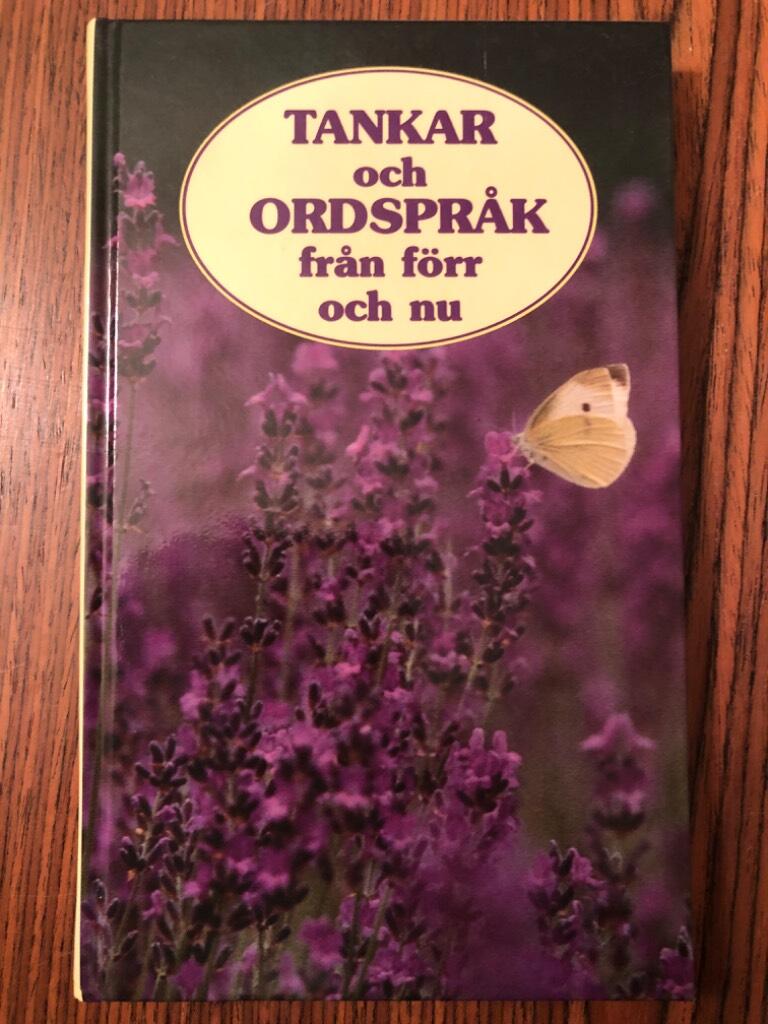 TANKAR
och
ORDSPRÅK
från förr
och nu